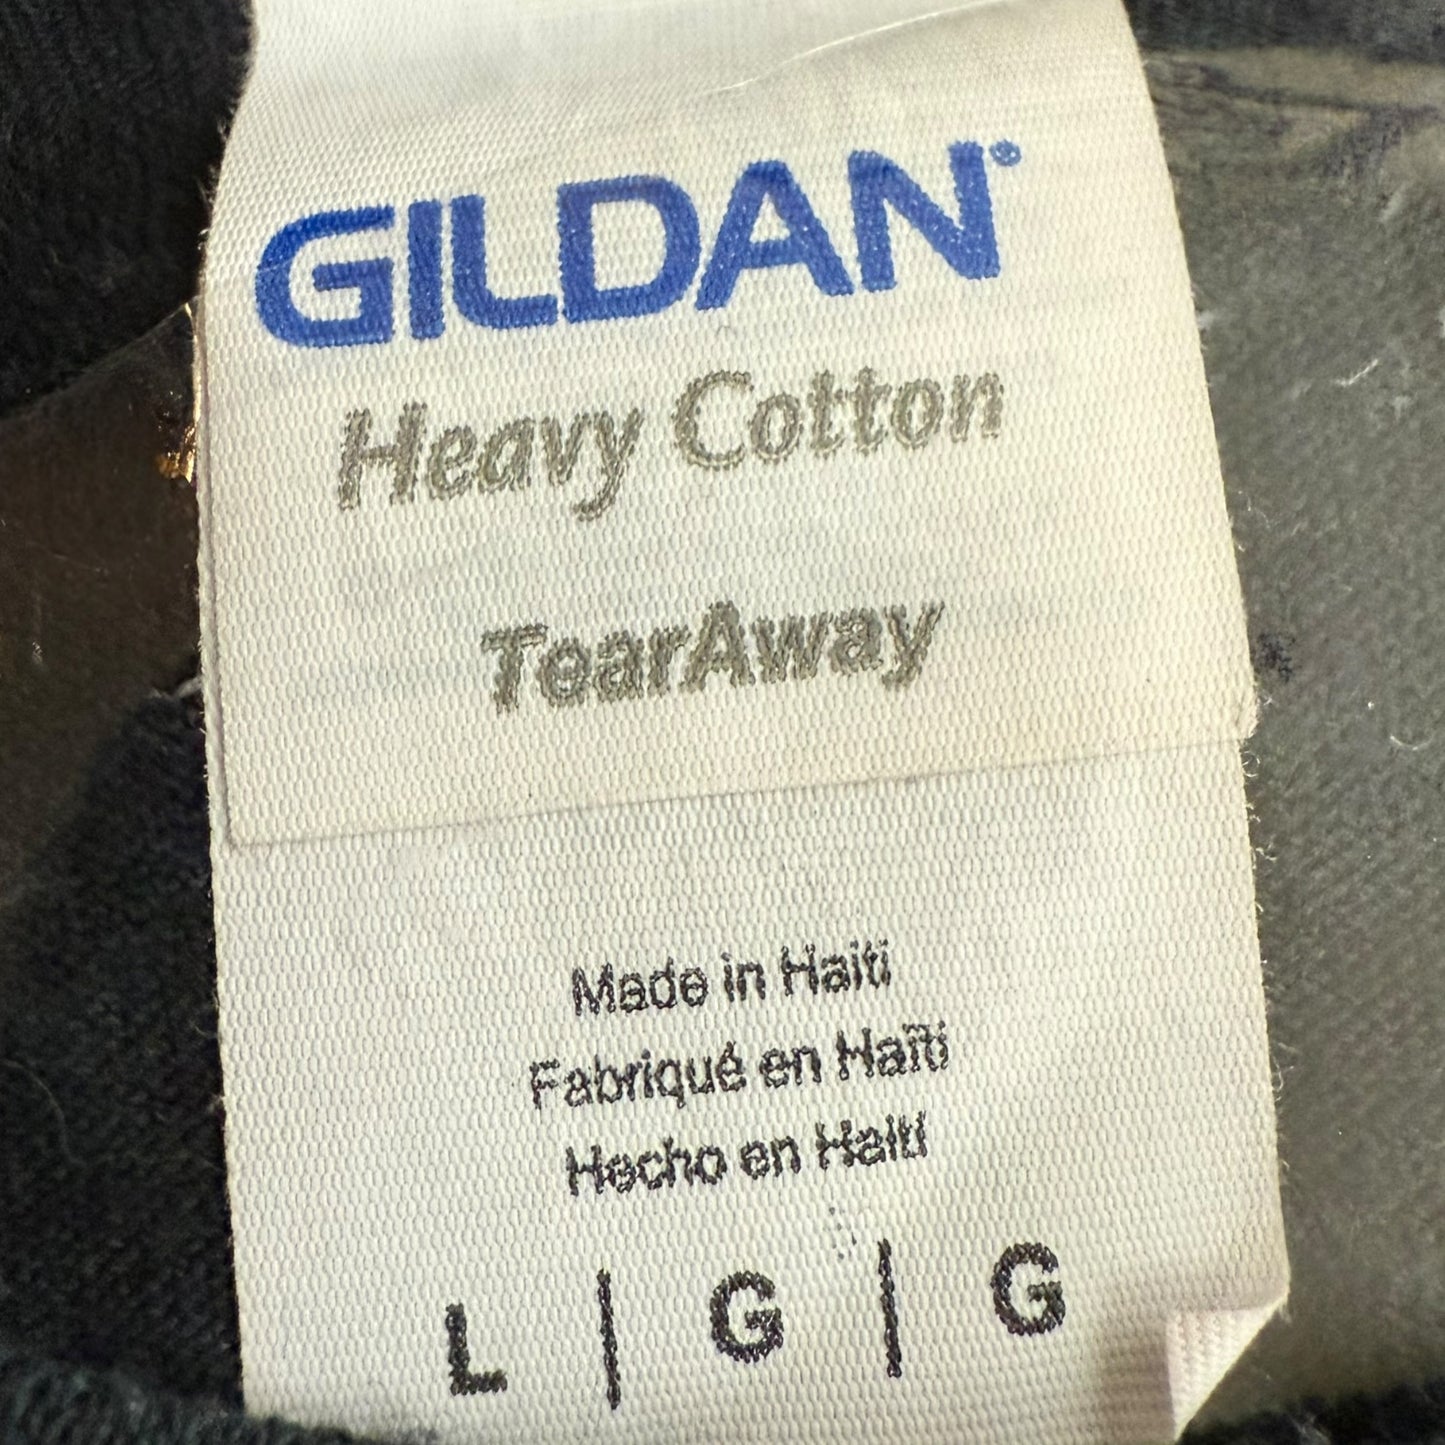 GILDAN®
Heavy Cotton
TearAway
Made in Haiti
Fabriqué en Haïti
Hecho en Haití
L | G | G